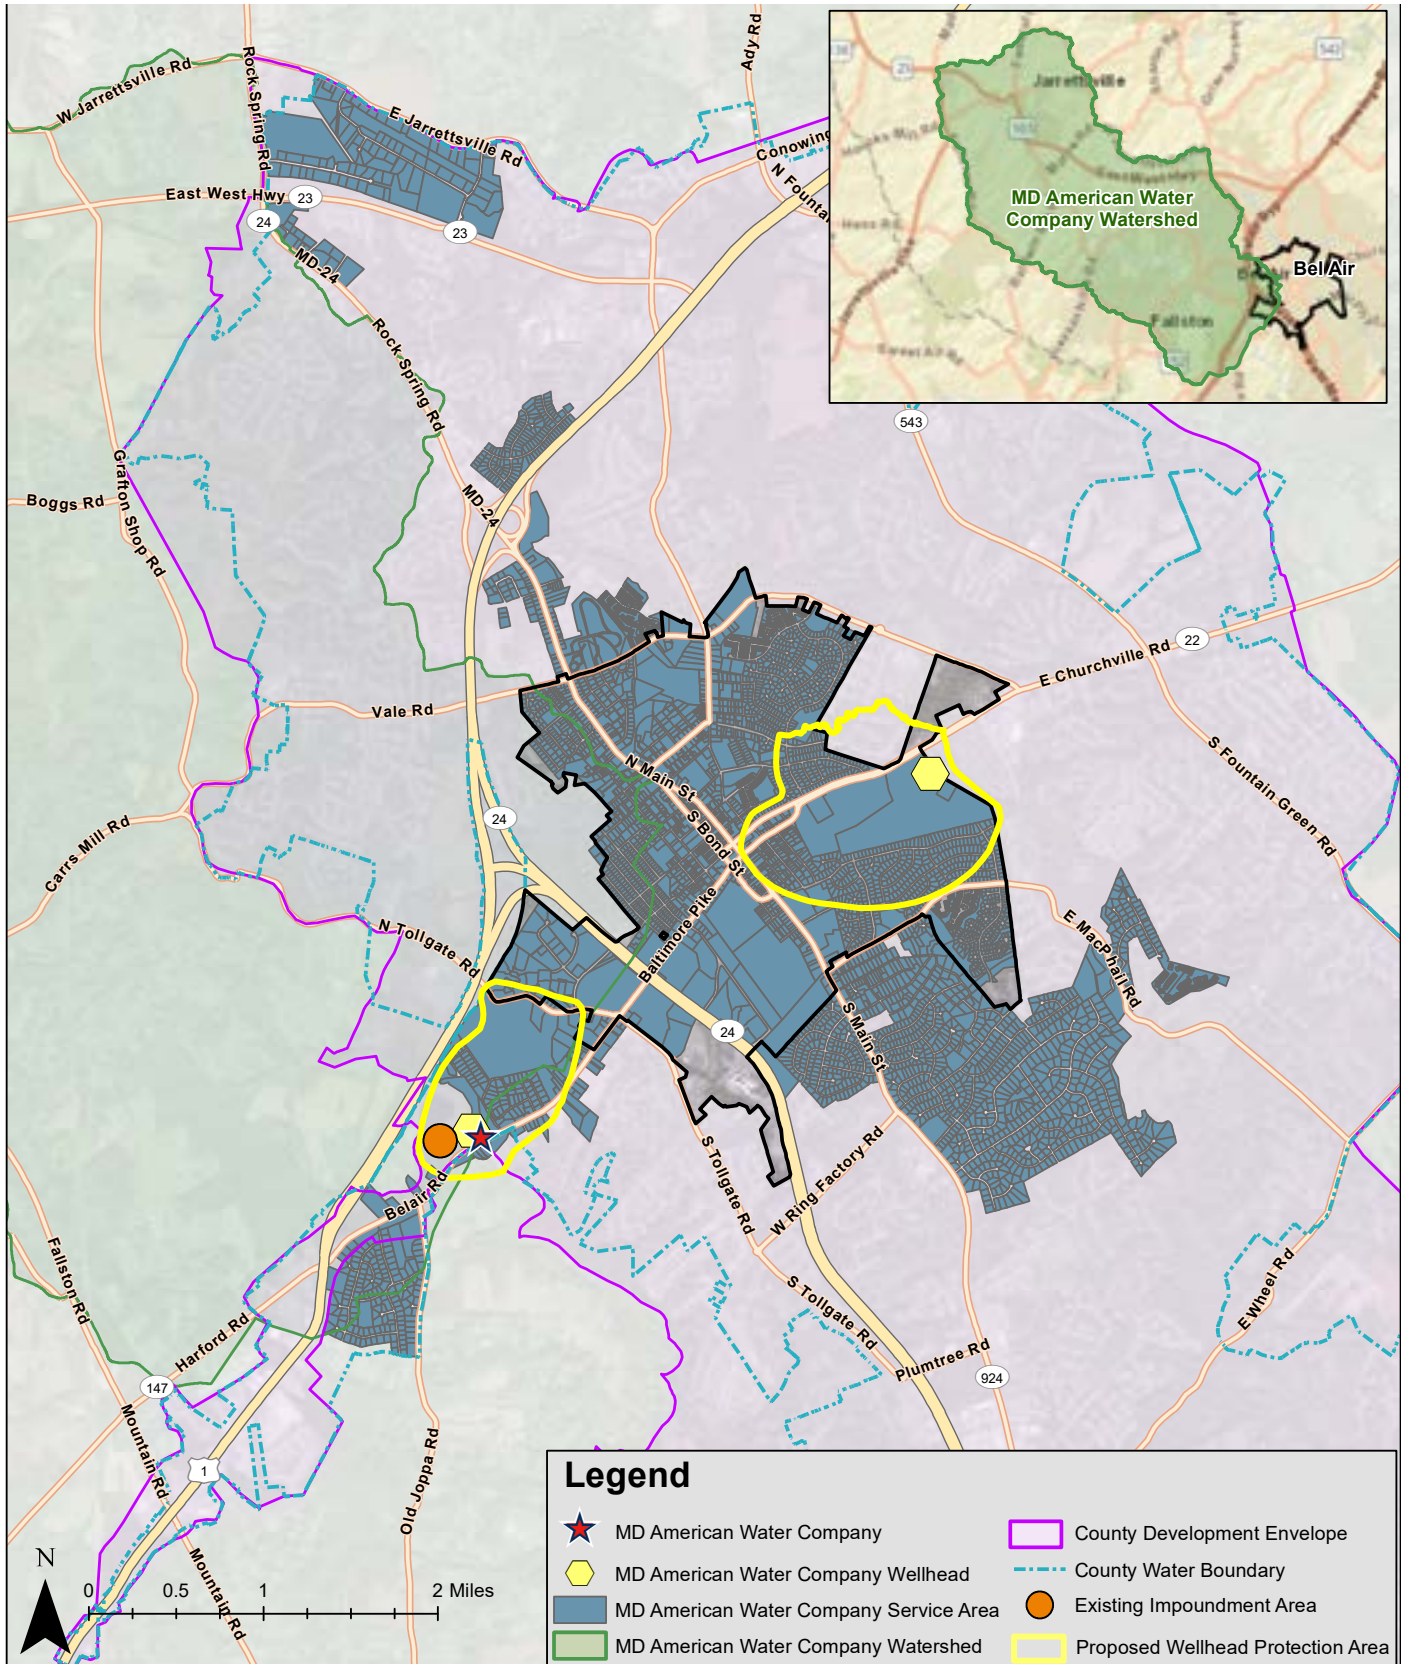 W Jarrettsville Rd
Rock Spring Rd
E Jarrettsville Rd
Ady Rd
Conowing
N Fountai
East West Hwy
23
24
23
MD-24
Rock Spring Rd
MD-24
Grafton Shop Rd
Boggs Rd
543
Jarrettsville
MD American Water
Company Watershed
Bel Air
Fallston
543
E Churchville Rd
22
S Fountain Green Rd
Vale Rd
N Main St
S Bond St
24
Carrs Mill Rd
N Tollgate Rd
Baltimore Pike
E MacPhail Rd
24
S Main St
S Tollgate Rd
W Ring Factory Rd
Belair Rd
Fallston Rd
Harford Rd
147
Mountain Rd
1
Old Joppa Rd
Mountain Rd
S Tollgate Rd
Plumtree Rd
924
E Wheel Rd
N
0 0.5 1 2 Miles
Legend
MD American Water Company
MD American Water Company Wellhead
MD American Water Company Service Area
MD American Water Company Watershed
County Development Envelope
County Water Boundary
Existing Impoundment Area
Proposed Wellhead Protection Area